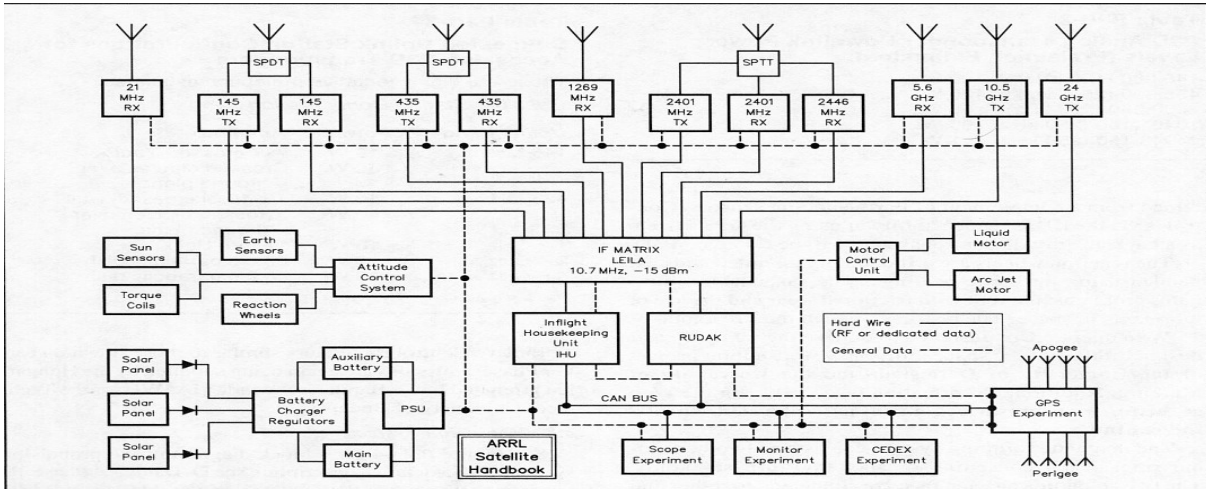 SPDT
SPDT
SPTT
21
MHz
RX
145
MHz
TX
145
MHz
RX
435
MHz
TX
435
MHz
RX
1269
MHz
RX
2401
MHz
TX
2401
MHz
RX
2446
MHz
RX
5.6
GHz
RX
10.5
GHz
TX
24
GHz
TX
IF MATRIX
LEILA
10.7 MHz, −15 dBm
Sun
Sensors
Earth
Sensors
Torque
Coils
Reaction
Wheels
Attitude
Control
System
Motor
Control
Unit
Liquid
Motor
Arc Jet
Motor
Inflight
Housekeeping
Unit
IHU
RUDAK
Hard Wire
(RF or dedicated data)
General Data
Solar
Panel
Solar
Panel
Solar
Panel
Auxiliary
Battery
Battery
Charger
Regulators
PSU
Main
Battery
CAN BUS
Apogee
GPS
Experiment
Perigee
ARRL
Satellite
Handbook
Scope
Experiment
Monitor
Experiment
CEDEX
Experiment